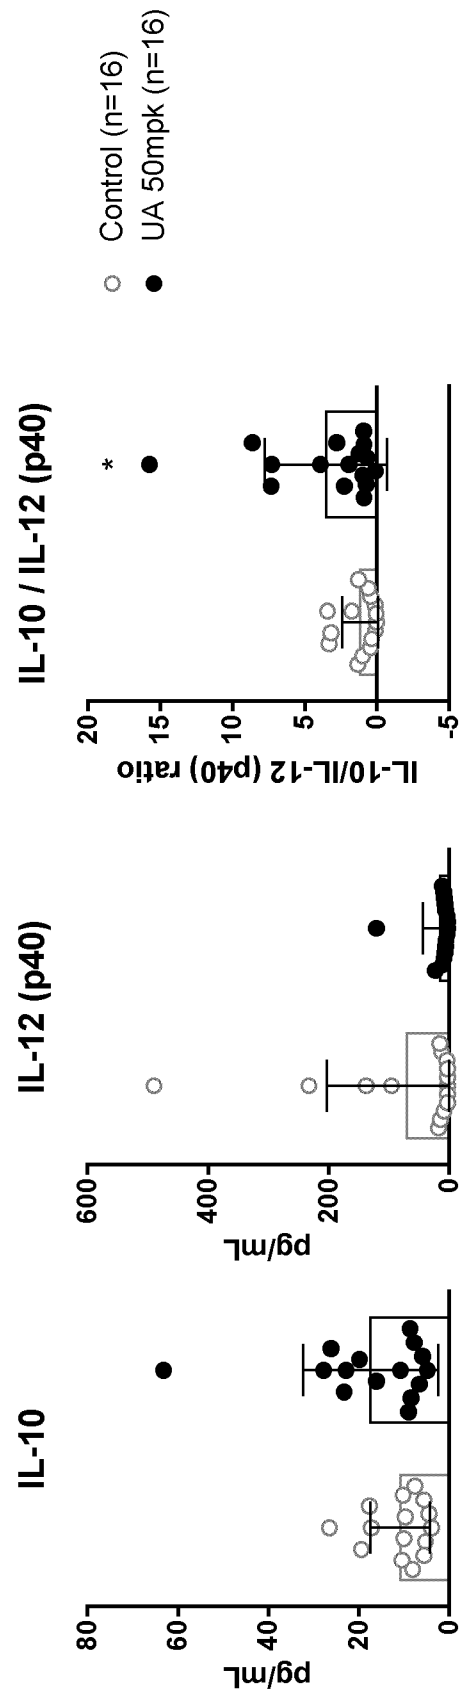 IL-10
80
60
40
20
0
pg/mL
IL-12 (p40)
600
400
200
0
pg/mL
IL-10 / IL-12 (p40)
*
20
15
10
5
0
-5
IL-10/IL-12 (p40) ratio
Control (n=16)
UA 50mpk (n=16)